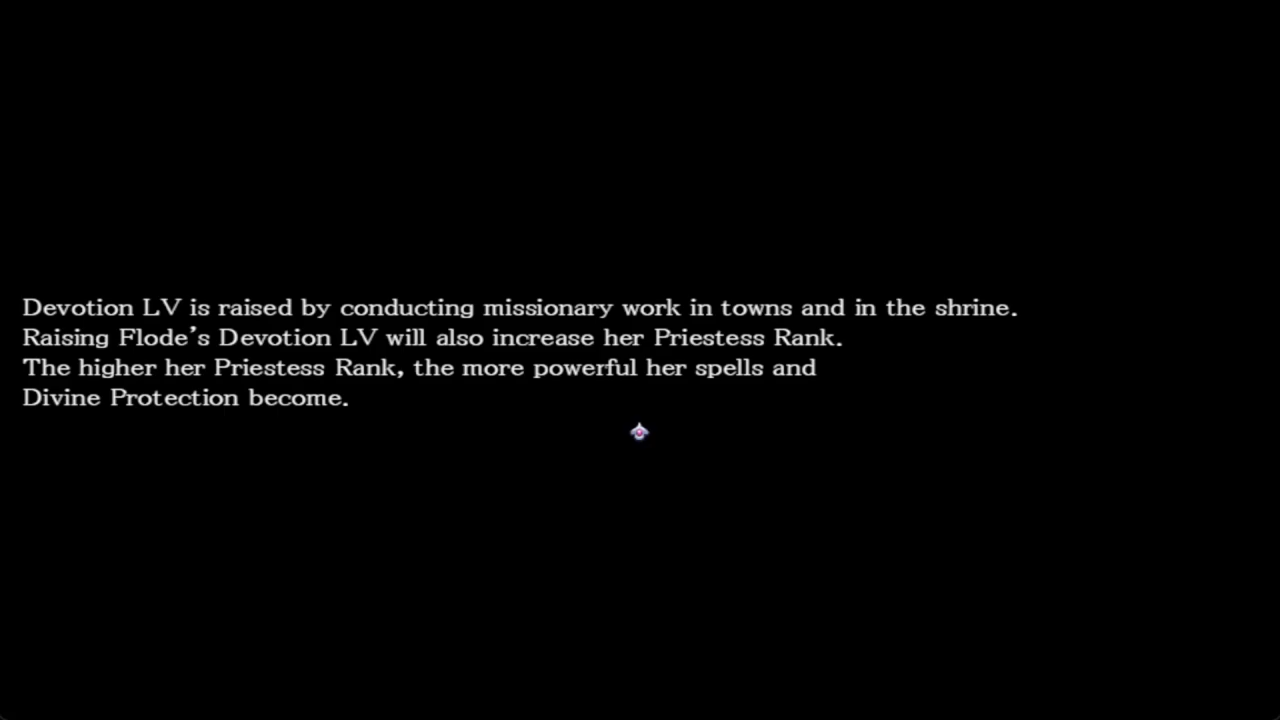 Devotion LV is raised by conducting missionary work in towns and in the shrine.
Raising Flode's Devotion LV will also increase her Priestess Rank.
The higher her Priestess Rank, the more powerful her spells and
Divine Protection become.